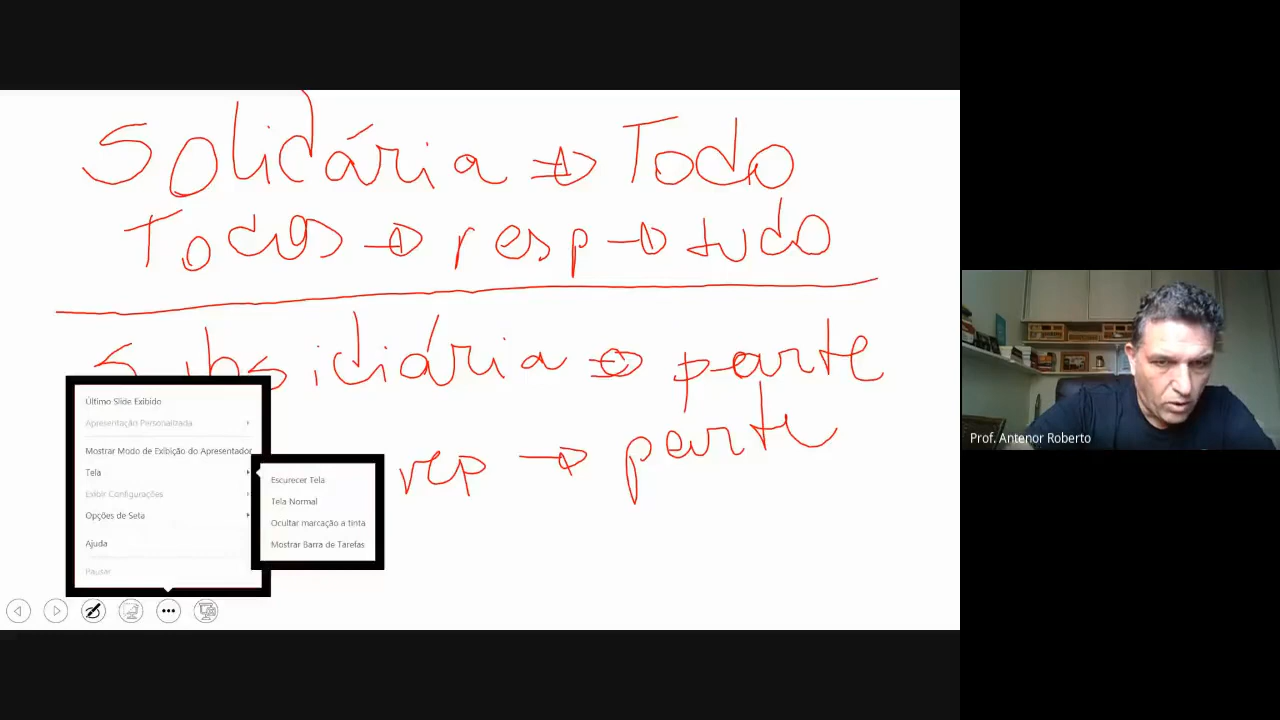 Solidária → Todo
Todos → resp → tudo
Subsidiária → parte
rep → parte
Último Slide Exibido
Apresentação Personalizada
Mostrar Modo de Exibição do Apresentador
Tela
Exibir Configurações
Opções de Seta
Ajuda
Pausar
Escurecer Tela
Tela Normal
Ocultar marcação a tinta
Mostrar Barra de Tarefas
Prof. Antenor Roberto